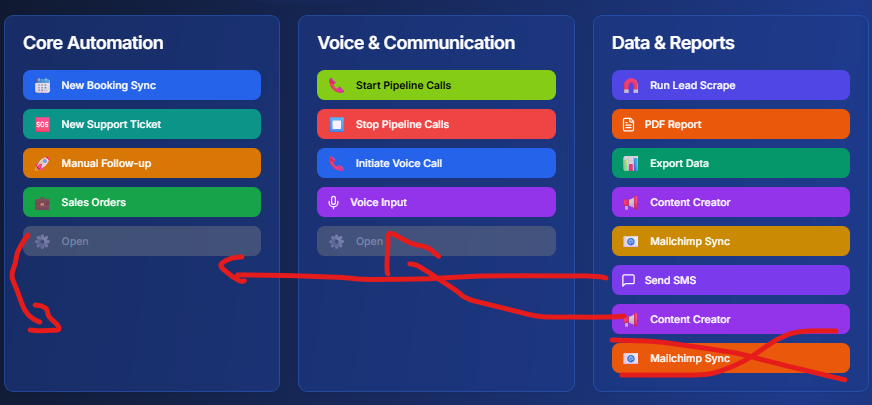 Core Automation
New Booking Sync
SOS New Support Ticket
Manual Follow-up
Sales Orders
Open
Voice & Communication
Start Pipeline Calls
Stop Pipeline Calls
Initiate Voice Call
Voice Input
Open
Data & Reports
Run Lead Scrape
PDF Report
Export Data
Content Creator
Mailchimp Sync
Send SMS
Content Creator
Mailchimp Sync